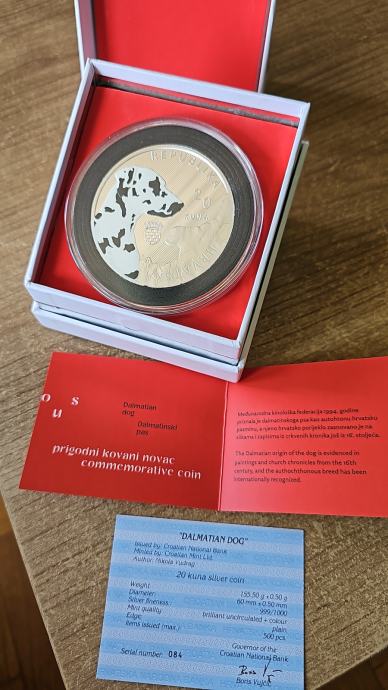 REPUBLIKA
20
KUNA
HRVATSKA
o u s
Dalmatian
dog
Dalmatinski
pas
prigodni kovani novac
commemorative coin
Međunarodna kinološka federacija 1994. godine
priznala je dalmatinskoga psa kao autohtonu hrvatsku
pasminu, a njeno hrvatsko porijeklo zasnovano je na
slikama i zapisima iz crkvenih kronika još iz 16. stoljeća.
The Dalmatian origin of the dog is evidenced in
paintings and church chronicles from the 16th
century, and the authochthonous breed has been
internationally recognized.
"DALMATIAN DOG"
Issued by: Croatian National Bank
Minted by: Croatian Mint Ltd.
Author: Nikola Vudrag
20 kuna silver coin
Weight: 155.50 g ±0.50 g
Diameter: 60 mm ±0.50 mm
Silver fineness: 999/1000
Mint quality: brilliant uncirculated + colour
Edge: plain
Items issued (max.): 500 pcs.
Serial number: 084
Governor of the
Croatian National Bank
Boris Vujčić